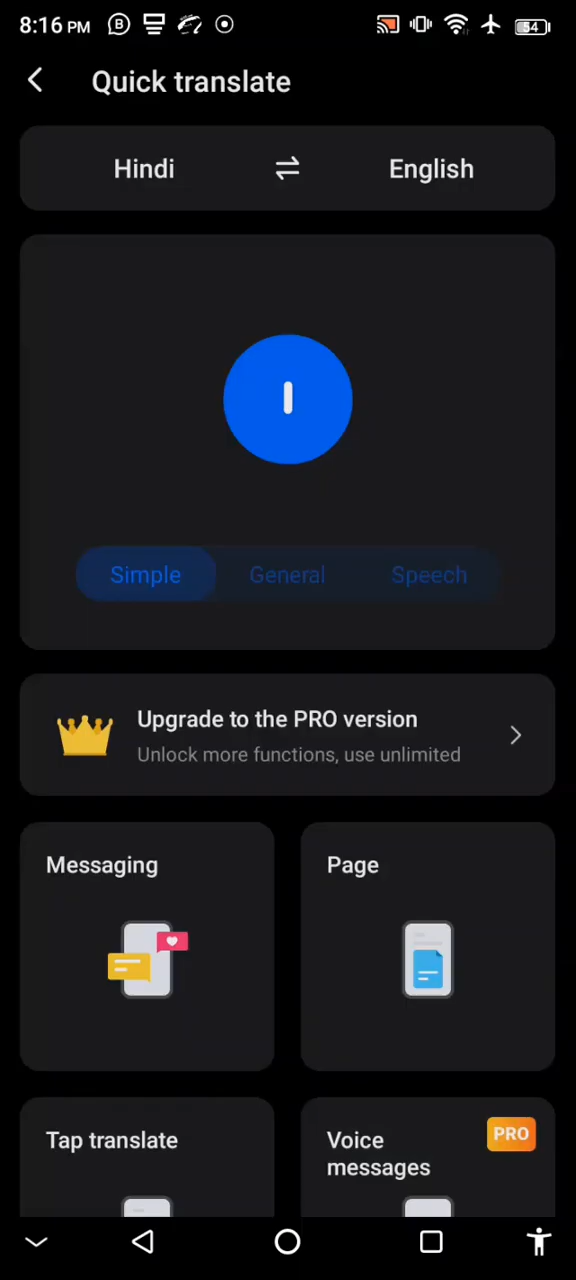 8:16 PM
54
Quick translate
Hindi
English
Simple
General
Speech
Upgrade to the PRO version
Unlock more functions, use unlimited
Messaging
Page
Tap translate
Voice
messages
PRO